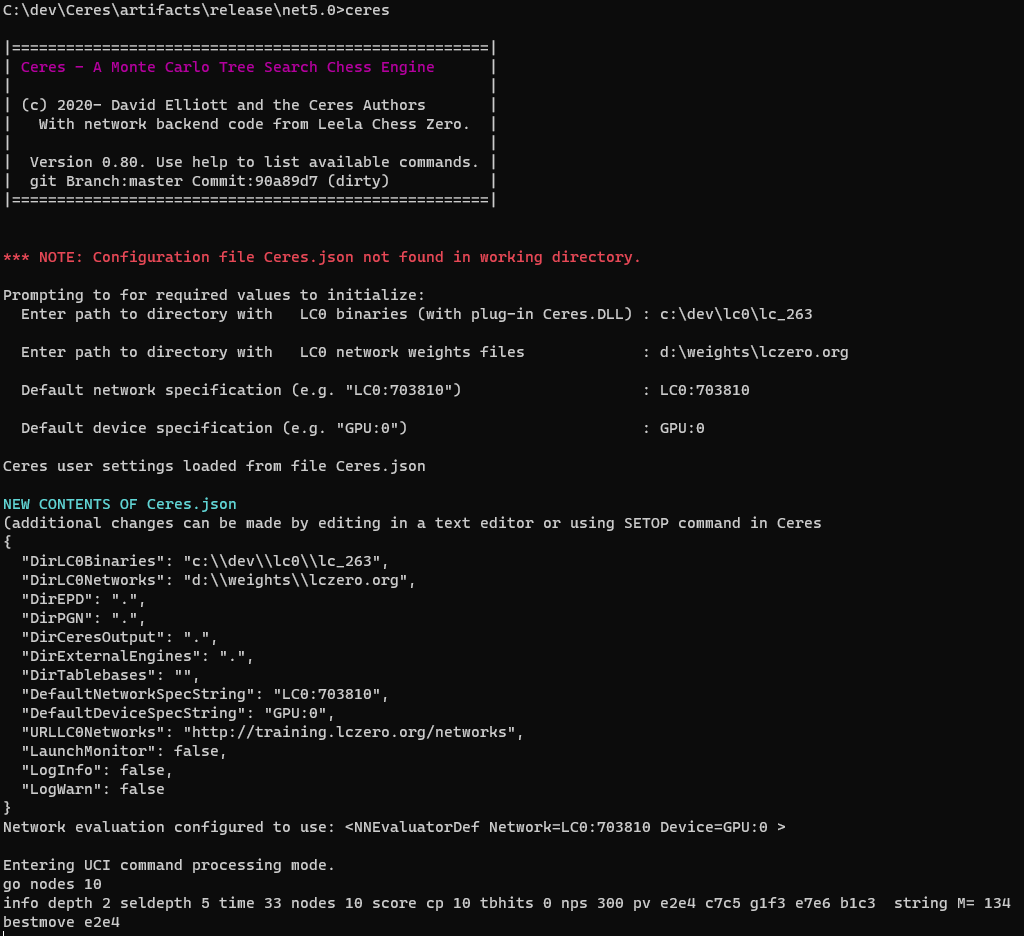 C:\dev\Ceres\artifacts\release\net5.0>ceres
|=====================================================|
| Ceres - A Monte Carlo Tree Search Chess Engine      |
|                                                     |
| (c) 2020- David Elliott and the Ceres Authors       |
|   With network backend code from Leela Chess Zero.  |
|                                                     |
|  Version 0.80. Use help to list available commands. |
|  git Branch:master Commit:90a89d7 (dirty)           |
|=====================================================|
*** NOTE: Configuration file Ceres.json not found in working directory.
Prompting to for required values to initialize:
  Enter path to directory with   LC0 binaries (with plug-in Ceres.DLL) : c:\dev\lc0\lc_263
  Enter path to directory with   LC0 network weights files             : d:\weights\lczero.org
  Default network specification (e.g. "LC0:703810")                    : LC0:703810
  Default device specification (e.g. "GPU:0")                          : GPU:0
Ceres user settings loaded from file Ceres.json
NEW CONTENTS OF Ceres.json
(additional changes can be made by editing in a text editor or using SETOP command in Ceres
{
  "DirLC0Binaries": "c:\\dev\\lc0\\lc_263",
  "DirLC0Networks": "d:\\weights\\lczero.org",
  "DirEPD": ".",
  "DirPGN": ".",
  "DirCeresOutput": ".",
  "DirExternalEngines": ".",
  "DirTablebases": "",
  "DefaultNetworkSpecString": "LC0:703810",
  "DefaultDeviceSpecString": "GPU:0",
  "URLLC0Networks": "http://training.lczero.org/networks",
  "LaunchMonitor": false,
  "LogInfo": false,
  "LogWarn": false
}
Network evaluation configured to use: <NNEvaluatorDef Network=LC0:703810 Device=GPU:0 >
Entering UCI command processing mode.
go nodes 10
info depth 2 seldepth 5 time 33 nodes 10 score cp 10 tbhits 0 nps 300 pv e2e4 c7c5 g1f3 e7e6 b1c3  string M= 134
bestmove e2e4